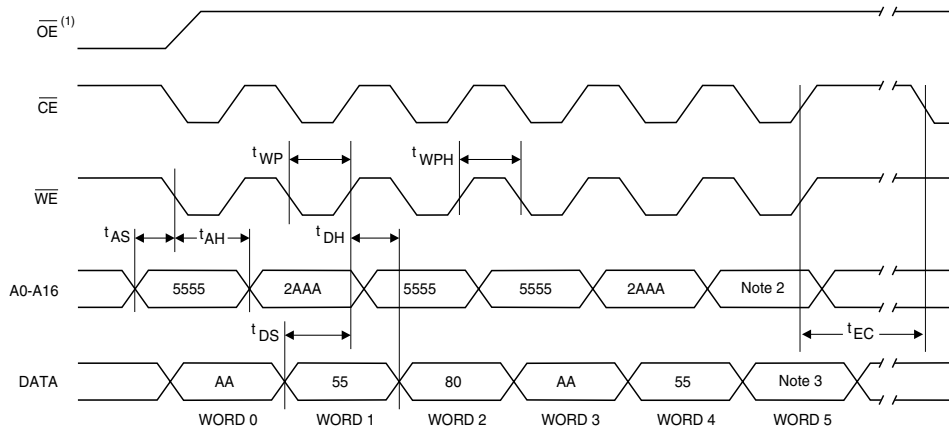 OE (1)
CE
t WP
t WPH
WE
t AS
t AH
t DH
A0-A16
5555
2AAA
5555
5555
2AAA
Note 2
t DS
t EC
DATA
AA
55
80
AA
55
Note 3
WORD 0
WORD 1
WORD 2
WORD 3
WORD 4
WORD 5